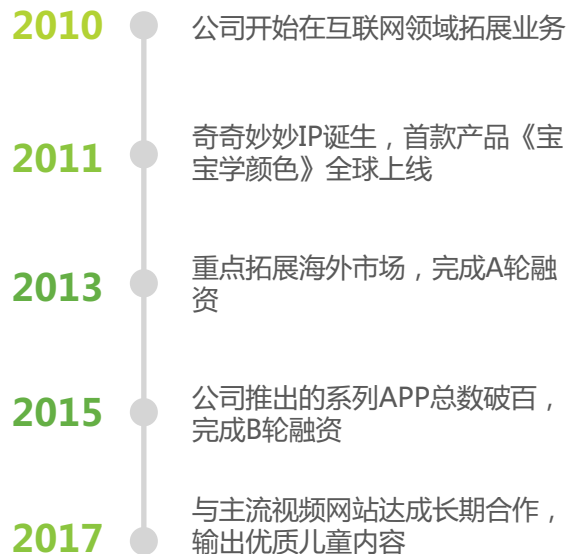 2010
公司开始在互联网领域拓展业务
2011
奇奇妙妙IP诞生，首款产品《宝
宝学颜色》全球上线
2013
重点拓展海外市场，完成A轮融
资
2015
公司推出的系列APP总数破百，
完成B轮融资
2017
与主流视频网站达成长期合作，
输出优质儿童内容